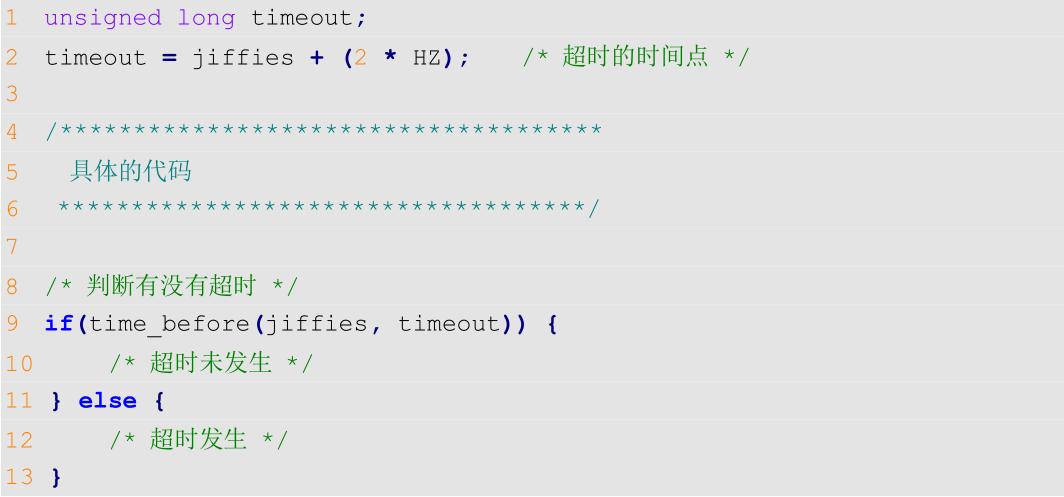 1 unsigned long timeout;
2 timeout = jiffies + (2 * HZ); /* 超时的时间点 */
3
4 /*************************************
5 具体的代码
6 ************************************/
7
8 /* 判断有没有超时 */
9 if(time_before(jiffies, timeout)) {
10 /* 超时未发生 */
11 } else {
12 /* 超时发生 */
13 }